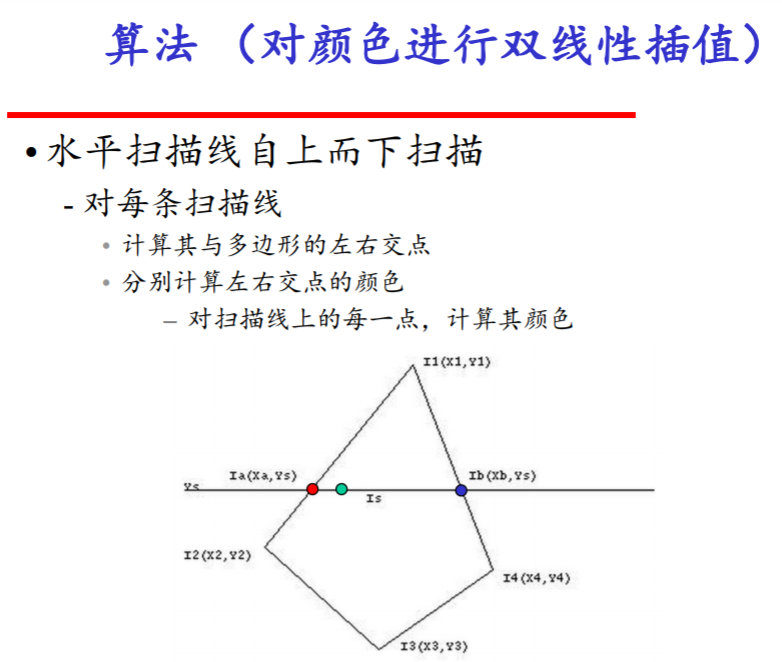 算法 （对颜色进行双线性插值）
• 水平扫描线自上而下扫描
- 对每条扫描线
• 计算其与多边形的左右交点
• 分别计算左右交点的颜色
– 对扫描线上的每一点，计算其颜色
I1(X1,Y1)
Ia(Xa,Ys)
Ib(Xb,Ys)
Ys
Is
I2(X2,Y2)
I4(X4,Y4)
I3(X3,Y3)